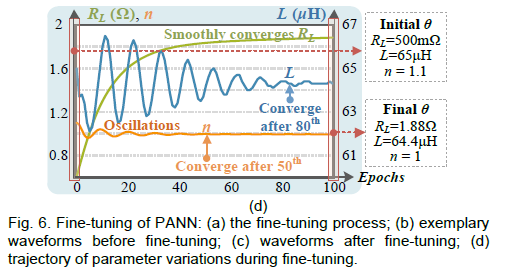 R_L (Ω), n
L (μH)
2
1.6
1.2
0.8
67
65
63
61
Smoothly converges R_L
L
Converge
after 80th
Oscillations
n
Converge after 50th
0
20
40
60
80
100
Epochs
Initial θ
R_L=500mΩ
L=65μH
n = 1.1
Final θ
R_L=1.88Ω
L=64.4μH
n = 1
(d)
Fig. 6. Fine-tuning of PANN: (a) the fine-tuning process; (b) exemplary
waveforms before fine-tuning; (c) waveforms after fine-tuning; (d)
trajectory of parameter variations during fine-tuning.